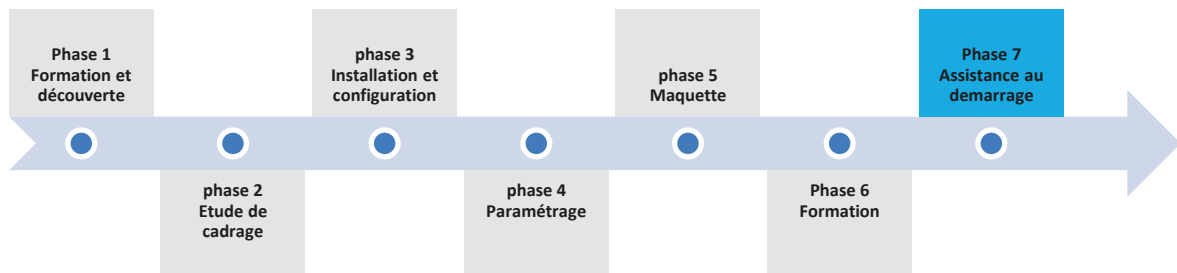 Phase 1
Formation et
découverte
phase 2
Etude de
cadrage
phase 3
Installation et
configuration
phase 4
Paramétrage
phase 5
Maquette
Phase 6
Formation
Phase 7
Assistance au
demarrage